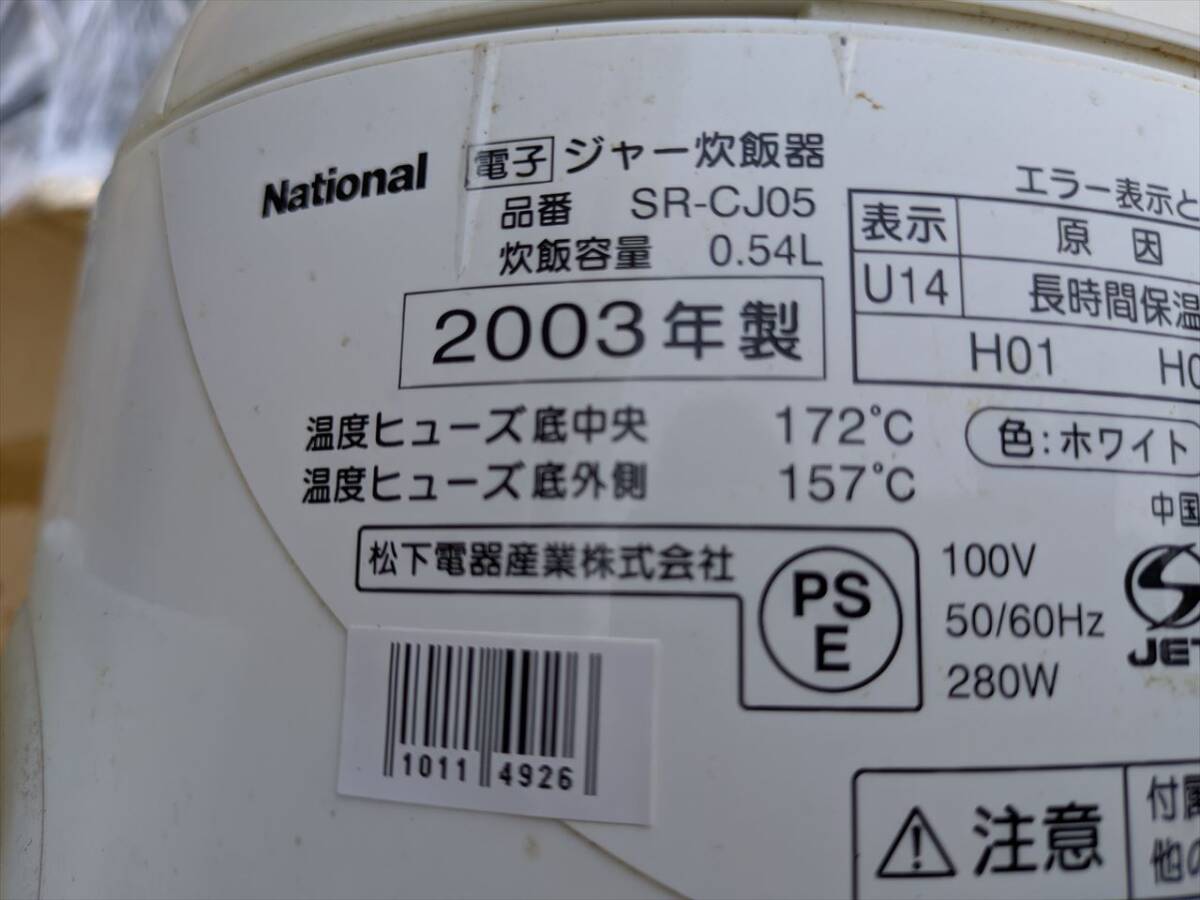 National 電子 ジャー炊飯器
品番 SR-CJ05
炊飯容量 0.54L
2003年製
温度ヒューズ底中央 172℃
温度ヒューズ底外側 157℃
松下電器産業株式会社
PS
E
100V
50/60Hz
280W
エラー表示と
表示 原因
U14 長時間保温
H01 H0
色:ホワイト
中国
JET
1011 4926
注意
付属
他の